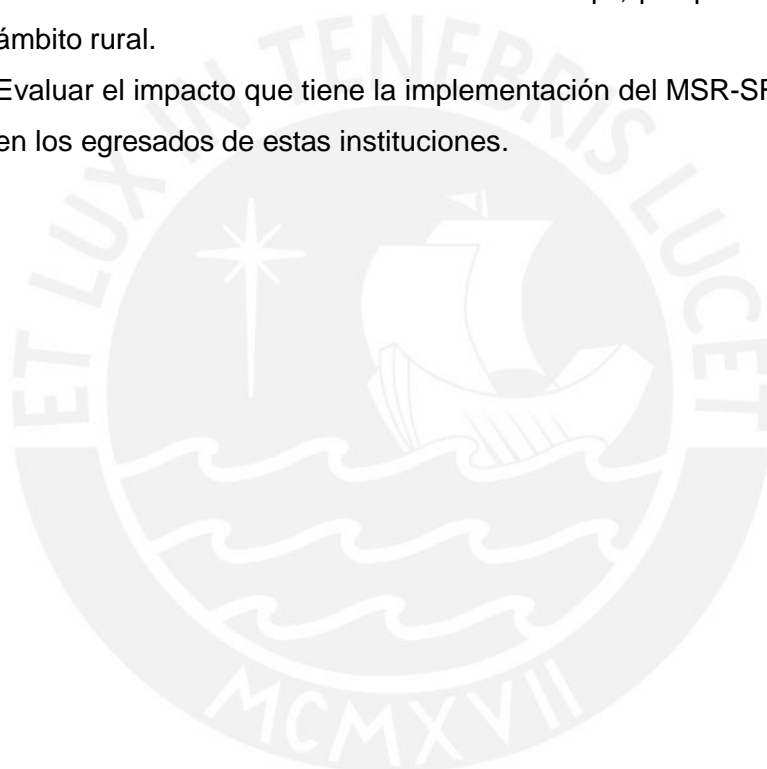 ámbito rural.
Evaluar el impacto que tiene la implementación del MSR-SF
en los egresados de estas instituciones.
ET LUX IN TENEBRIS LUCET
MCMXVII